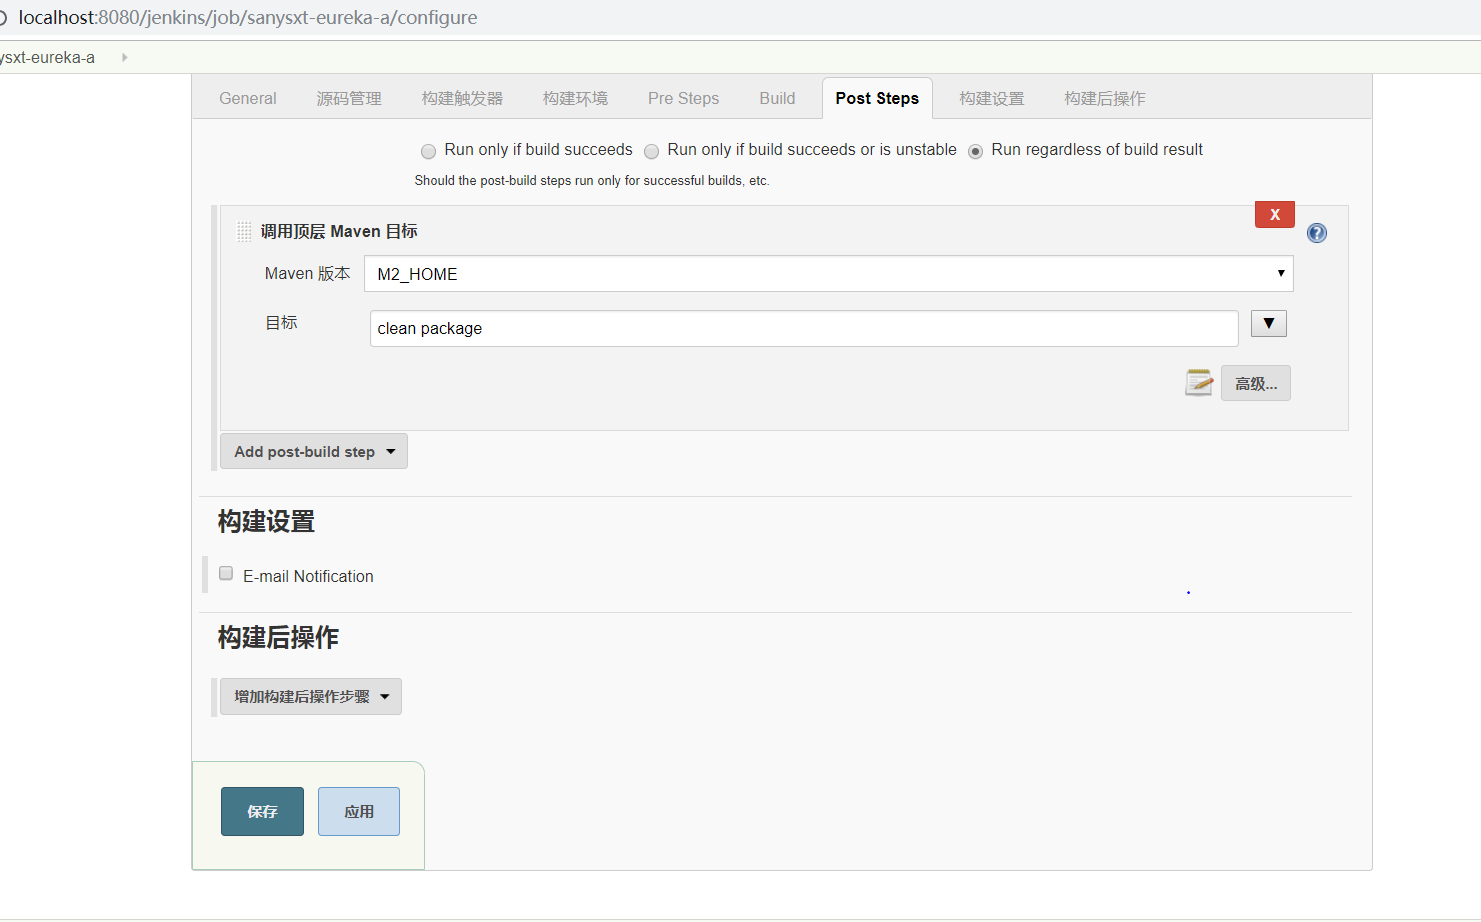 localhost:8080/jenkins/job/sanysxt-eureka-a/configure
ysxt-eureka-a
General 源码管理 构建触发器 构建环境 Pre Steps Build Post Steps 构建设置 构建后操作
Run only if build succeeds Run only if build succeeds or is unstable Run regardless of build result
Should the post-build steps run only for successful builds, etc.
X
调用顶层 Maven 目标
Maven 版本 M2_HOME
目标 clean package
高级...
Add post-build step
构建设置
E-mail Notification
构建后操作
增加构建后操作步骤
保存 应用